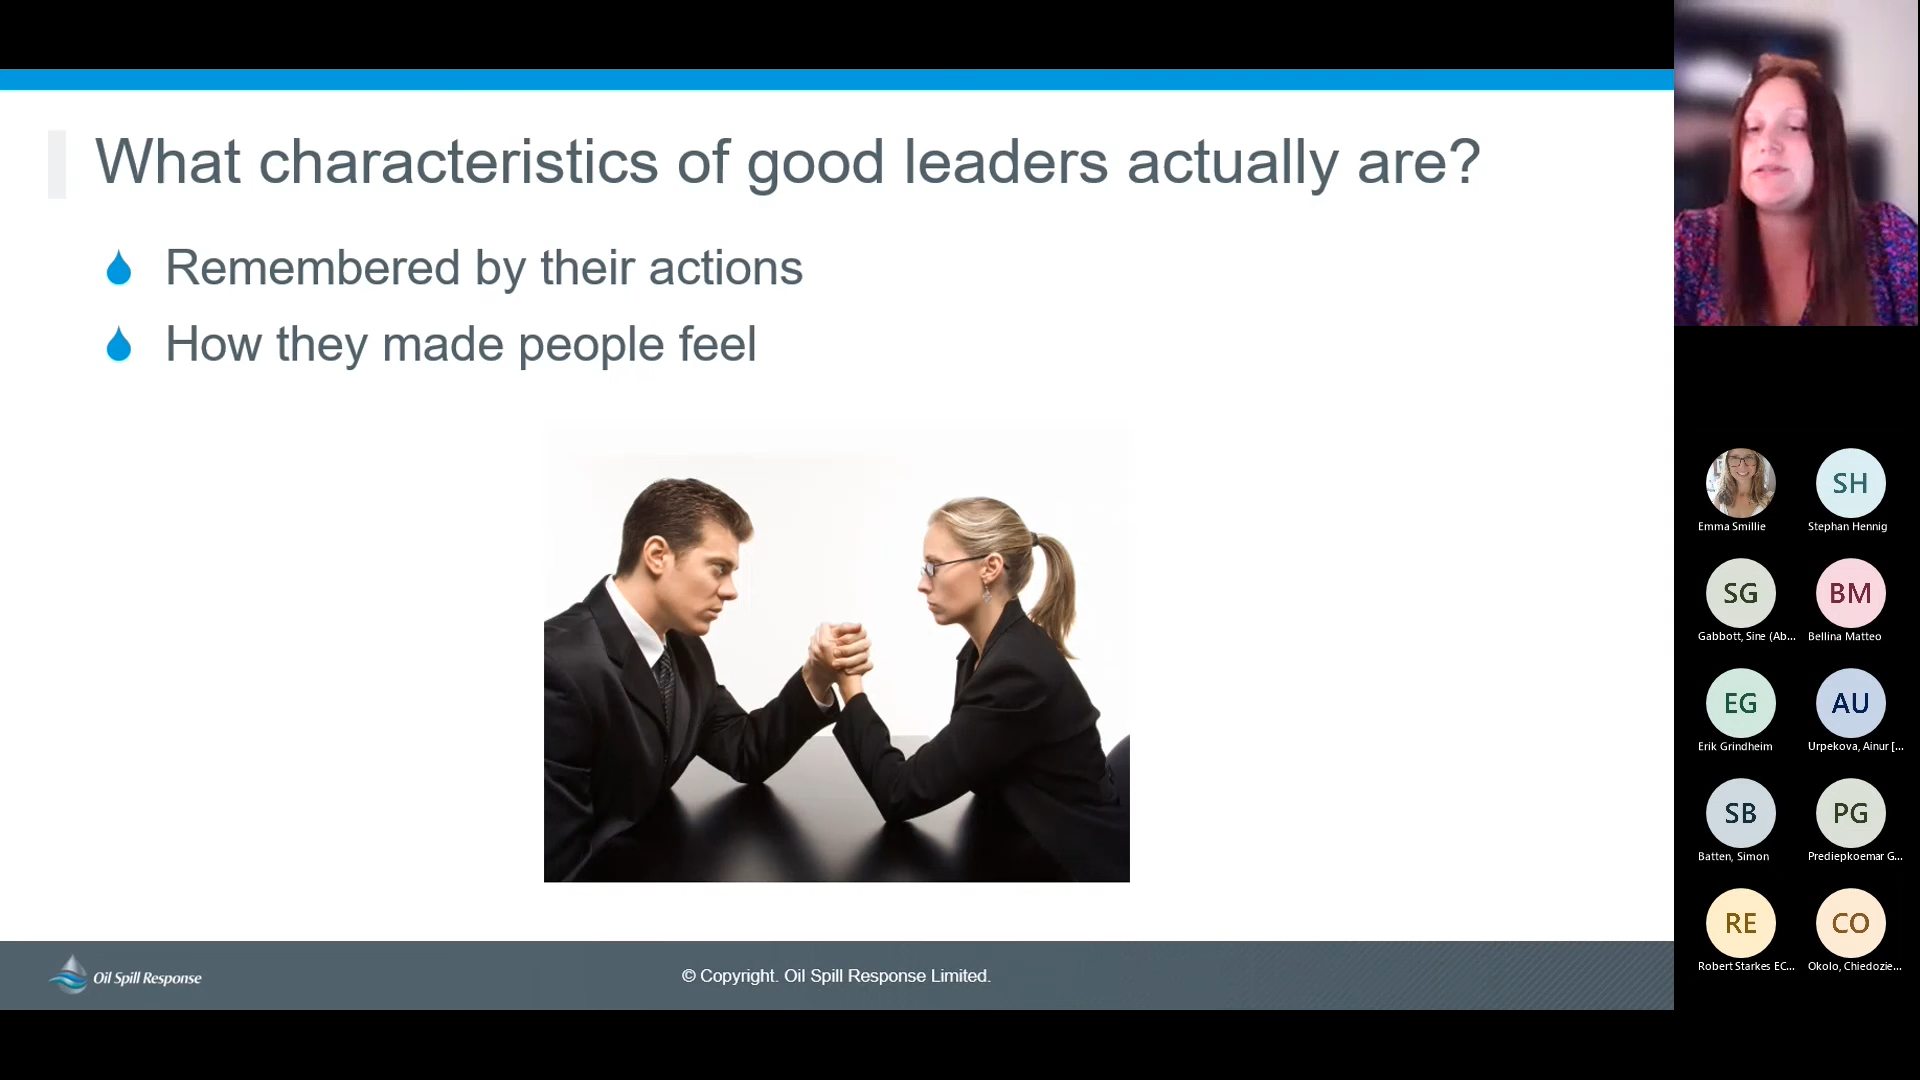 What characteristics of good leaders actually are?
Remembered by their actions
How they made people feel
Oil Spill Response
© Copyright. Oil Spill Response Limited.
Emma Smillie
SH
Stephan Hennig
SG
Gabbott, Sine (Ab...
BM
Bellina Matteo
EG
Erik Grindheim
AU
Urpekova, Ainur [...
SB
Batten, Simon
PG
Prediepkoemar G...
RE
Robert Starkes EC...
CO
Okolo, Chiedozie...